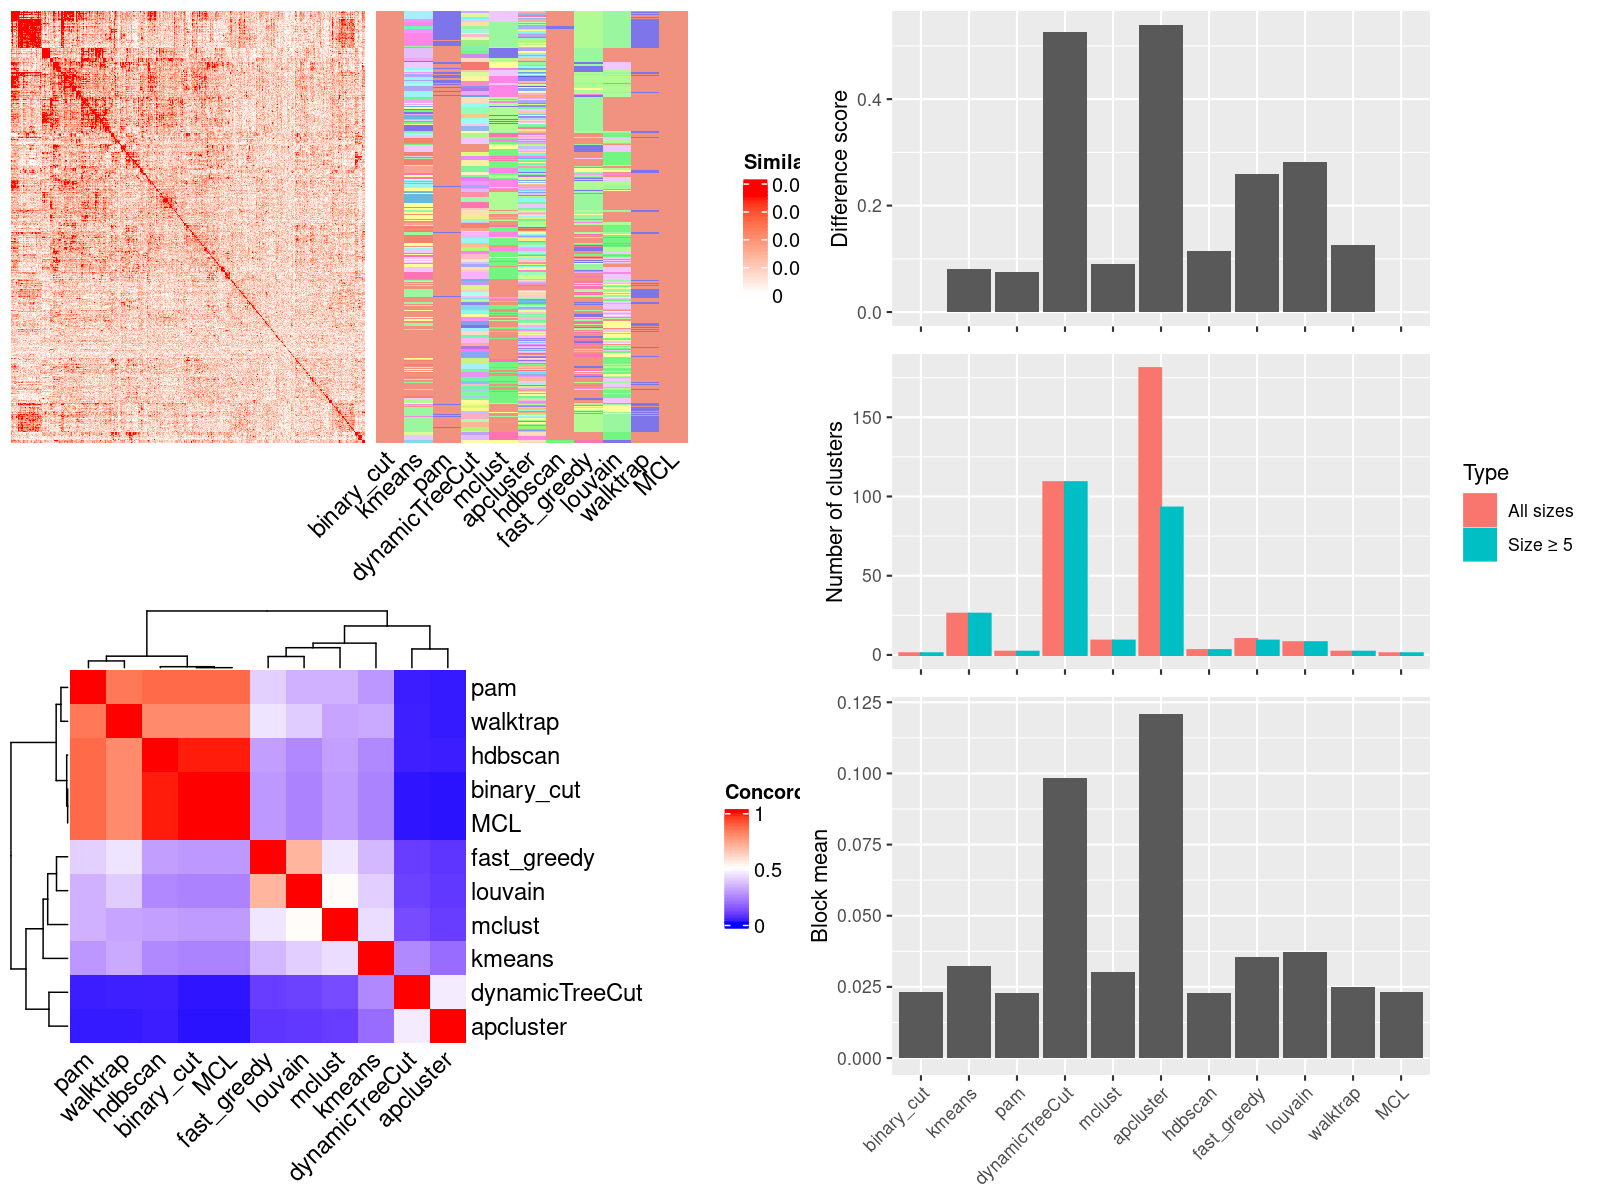 Simila
0.0
0.0
0.0
0.0
0
binary_cut
kmeans
pam
dynamicTreeCut
mclust
apcluster
hdbscan
fast_greedy
louvain
walktrap
MCL
pam
walktrap
hdbscan
binary_cut
MCL
fast_greedy
louvain
mclust
kmeans
dynamicTreeCut
apcluster
pam
walktrap
hdbscan
binary_cut
MCL
fast_greedy
louvain
mclust
kmeans
dynamicTreeCut
apcluster
Concord
1
0.5
0
Difference score
0.4
0.2
0.0
Number of clusters
150
100
50
0
Type
All sizes
Size ≥ 5
Block mean
0.125
0.100
0.075
0.050
0.025
0.000
binary_cut
kmeans
pam
dynamicTreeCut
mclust
apcluster
hdbscan
fast_greedy
louvain
walktrap
MCL